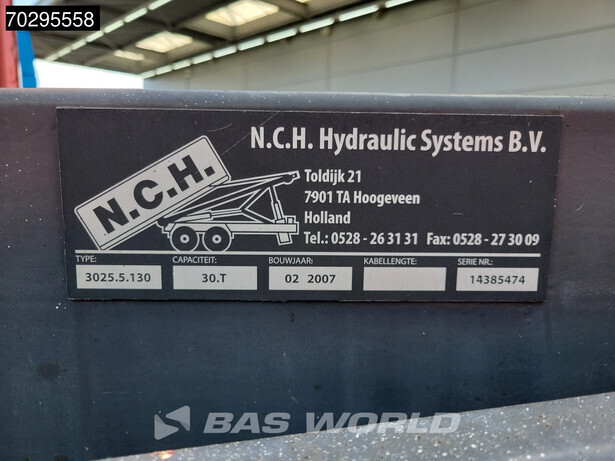 70295558
N.C.H. Hydraulic Systems B.V.
N.C.H.
Toldijk 21
7901 TA Hoogeveen
Holland
Tel.: 0528 - 26 31 31 Fax: 0528 - 27 30 09
TYPE: CAPACITEIT: BOUWJAAR: KABELLENGTE: SERIE NR.:
3025.5.130 30.T 02 2007 14385474
BAS WORLD